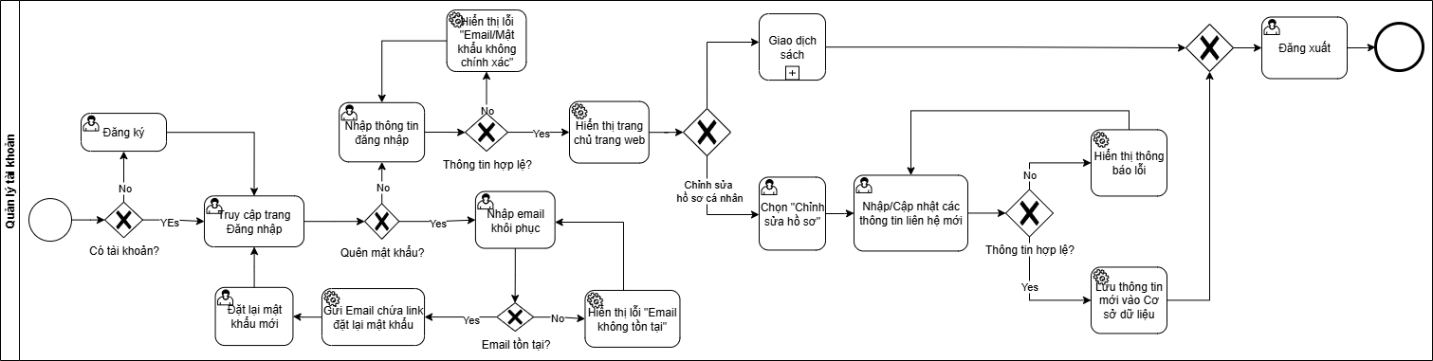 Quản lý tài khoản
Có tài khoản?
No
YEs
Đăng ký
Truy cập trang
Đăng nhập
Quên mật khẩu?
No
Yes
Nhập thông tin
đăng nhập
Thông tin hợp lệ?
No
Yes
Hiển thị lỗi
"Email/Mật
khẩu không
chính xác"
Nhập email
khôi phục
Email tồn tại?
Yes
No
Hiển thị lỗi "Email
không tồn tại"
Gửi Email chứa link
đặt lại mật khẩu
Đặt lại mật
khẩu mới
Hiển thị trang
chủ trang web
Giao dịch
sách
Chỉnh sửa
hồ sơ cá nhân
Chọn "Chỉnh
sửa hồ sơ"
Nhập/Cập nhật các
thông tin liên hệ mới
Thông tin hợp lệ?
No
Yes
Hiển thị thông
báo lỗi
Lưu thông tin
mới vào Cơ
sở dữ liệu
Đăng xuất